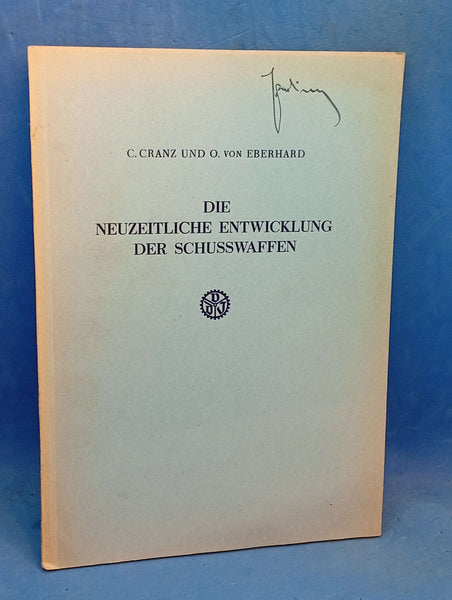 C. CRANZ UND O. VON EBERHARD
DIE
NEUZEITLICHE ENTWICKLUNG
DER SCHUSSWAFFEN